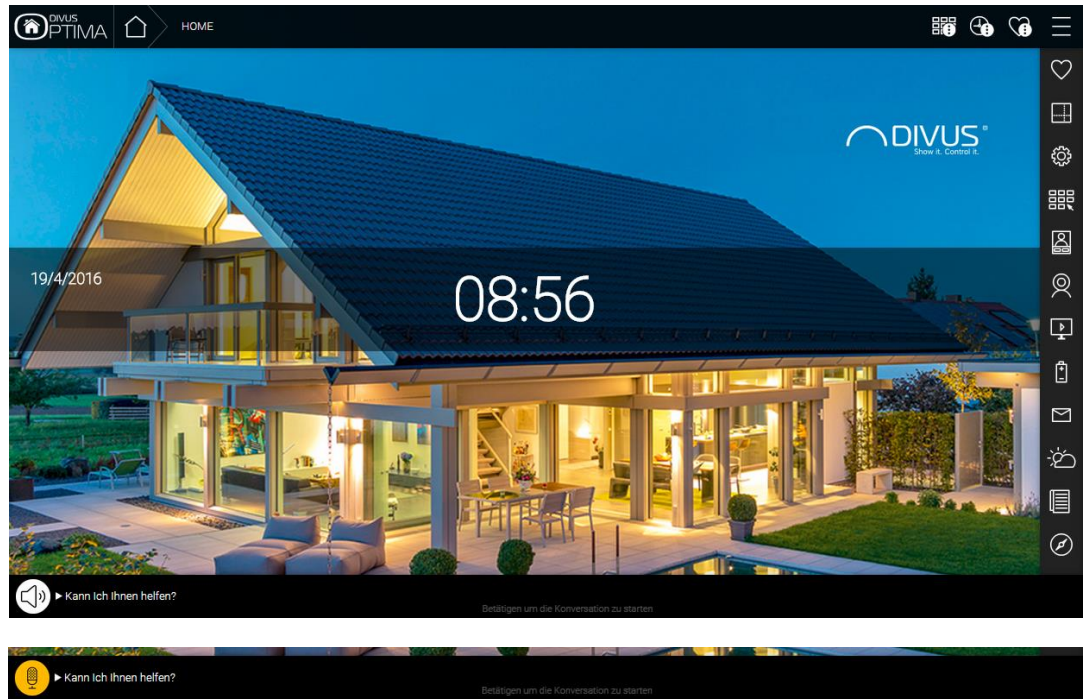 DIVUS
OPTIMA
HOME
DIVUS®
Show it. Control it.
19/4/2016
08:56
Kann Ich Ihnen helfen?
Betätigen um die Konversation zu starten
Kann Ich Ihnen helfen?
Betätigen um die Konversation zu starten